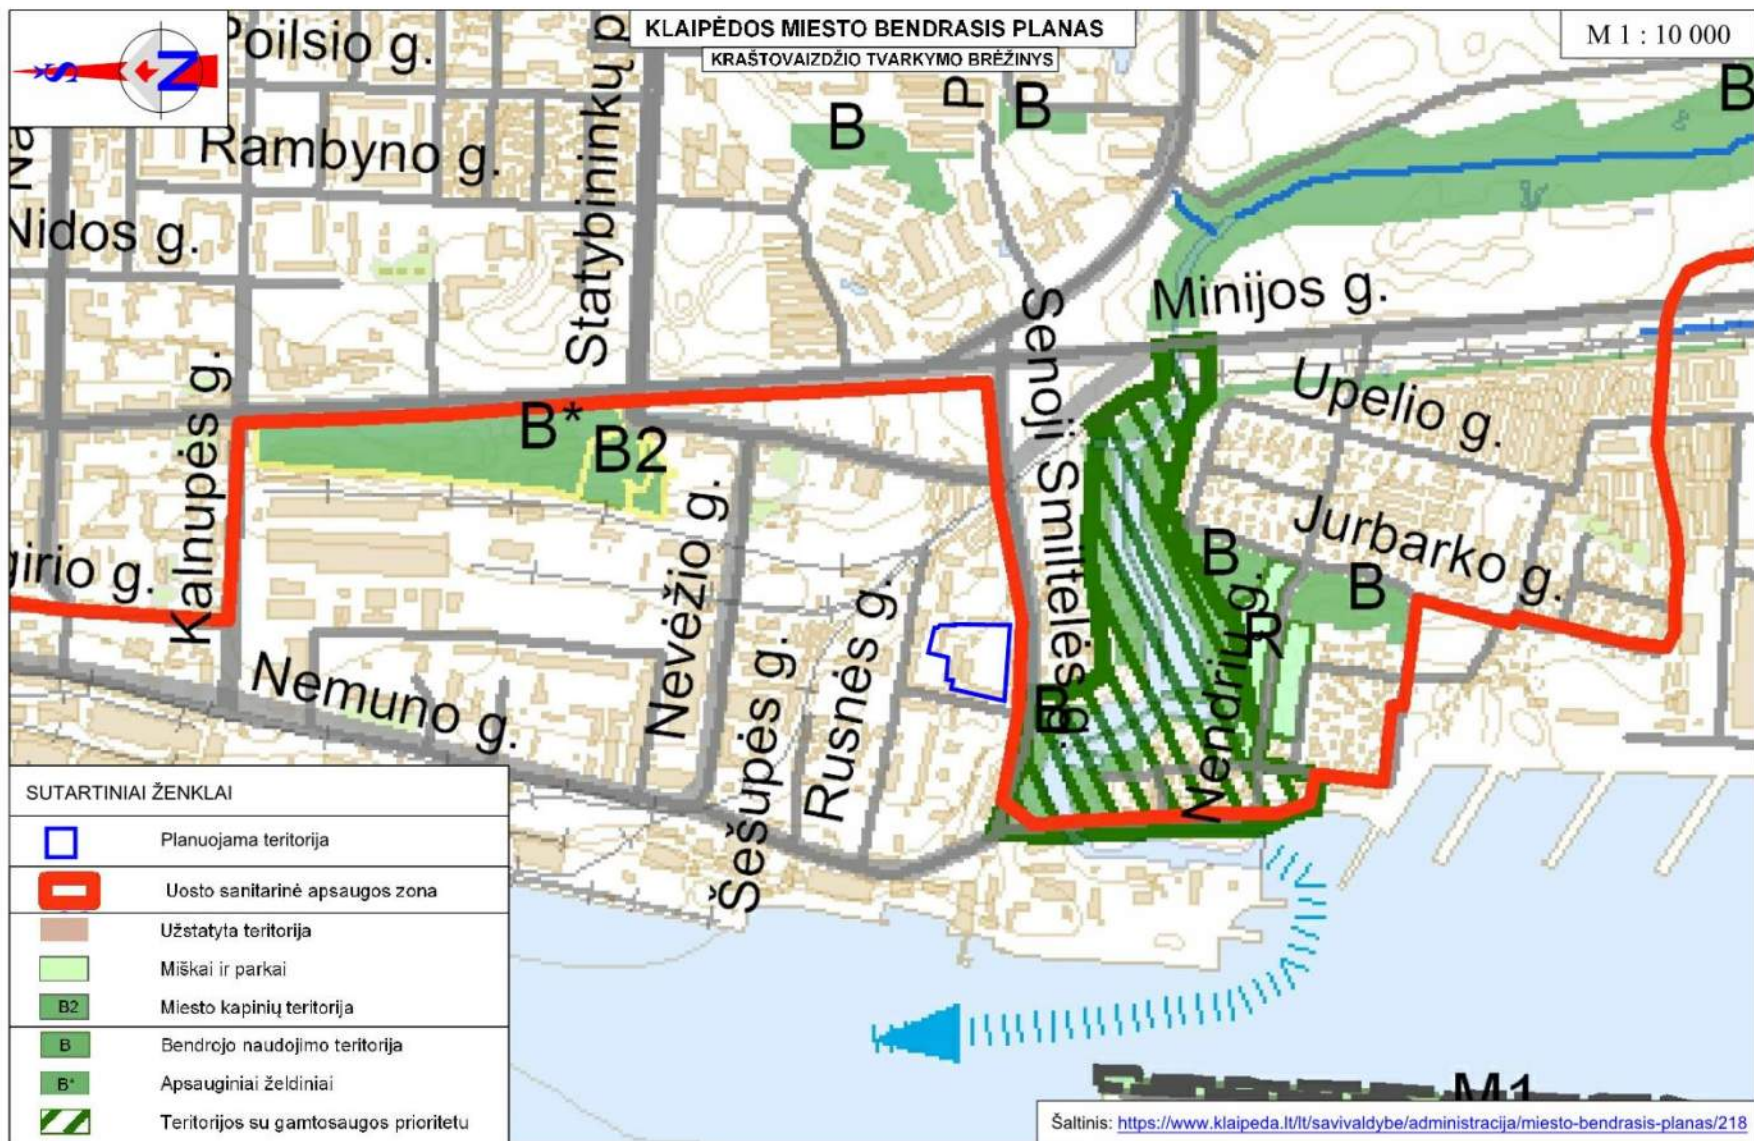 KLAIPĖDOS MIESTO BENDRASIS PLANAS
KRAŠTOVAIZDŽIO TVARKYMO BRĖŽINYS
M 1 : 10 000
Š
N
Poilsio g.
Rambyno g.
Na
Nidos g.
Statybininkų p
P
B
B
B
Minijos g.
Senoji Smiltelės g.
Upelio g.
Jurbarko g.
Kalnupės g.
B*
B2
girio g.
Nemuno g.
Nevėžio g.
Šešupės g.
Rusnės g.
B
B
R
B
Nendrių g.
M1
SUTARTINIAI ŽENKLAI
Planuojama teritorija
Uosto sanitarinė apsaugos zona
Užstatyta teritorija
Miškai ir parkai
B2 Miesto kapinių teritorija
B Bendrojo naudojimo teritorija
B* Apsauginiai želdiniai
Teritorijos su gamtosaugos prioritetu
Šaltinis: https://www.klaipeda.lt/lt/savivaldybe/administracija/miesto-bendrasis-planas/218